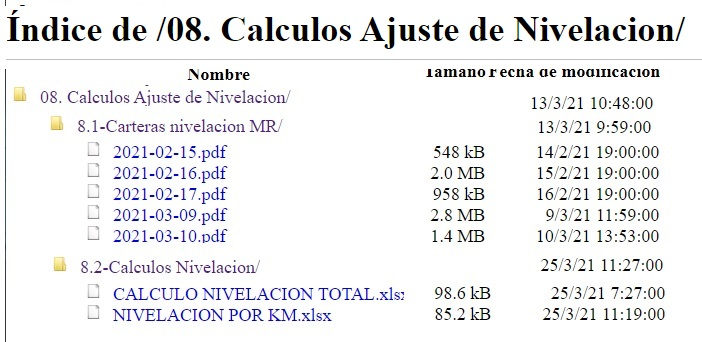 Índice de /08. Calculos Ajuste de Nivelacion/
Nombre Tamaño Fecha de modificación
08. Calculos Ajuste de Nivelacion/ 13/3/21 10:48:00
8.1-Carteras nivelacion MR/ 13/3/21 9:59:00
2021-02-15.pdf 548 kB 14/2/21 19:00:00
2021-02-16.pdf 2.0 MB 15/2/21 19:00:00
2021-02-17.pdf 958 kB 16/2/21 19:00:00
2021-03-09.pdf 2.8 MB 9/3/21 11:59:00
2021-03-10.pdf 1.4 MB 10/3/21 13:53:00
8.2-Calculos Nivelacion/ 25/3/21 11:27:00
CALCULO NIVELACION TOTAL.xlsx 98.6 kB 25/3/21 7:27:00
NIVELACION POR KM.xlsx 85.2 kB 25/3/21 11:19:00